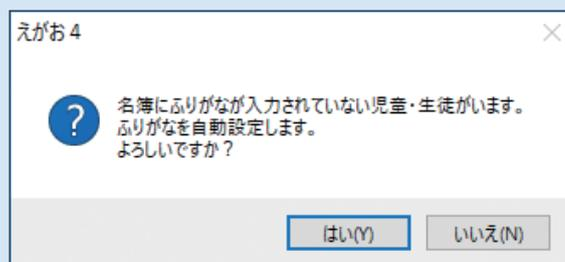 えがお４
名簿にふりがなが入力されていない児童・生徒がいます。
ふりがなを自動設定します。
よろしいですか？
はい(Y)
いいえ(N)